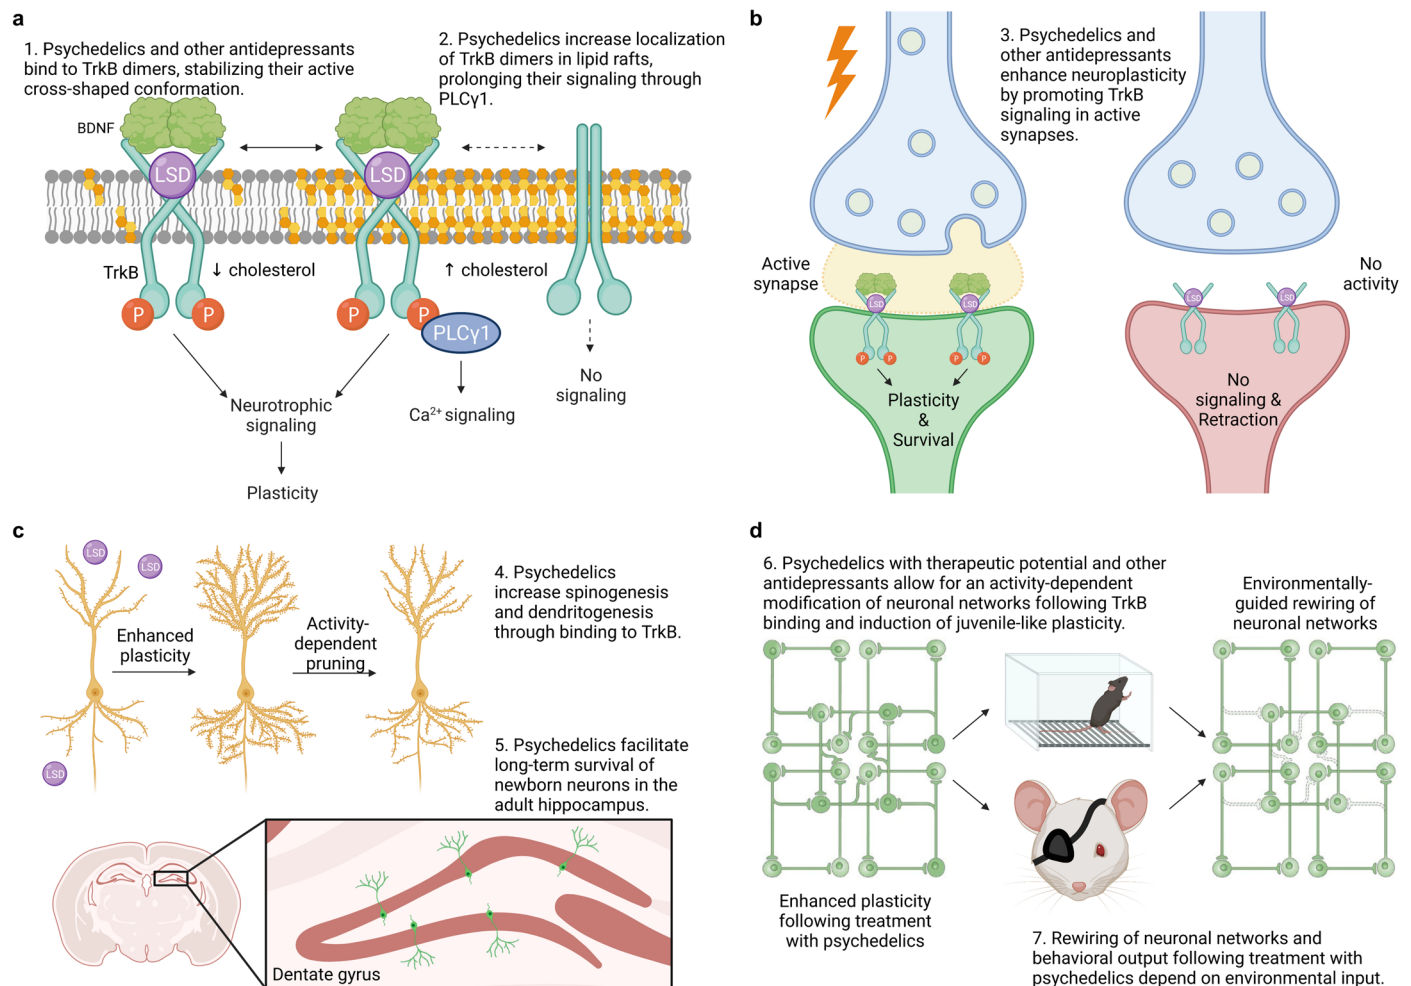 a
1. Psychedelics and other antidepressants
bind to TrkB dimers, stabilizing their active
cross-shaped conformation.
2. Psychedelics increase localization
of TrkB dimers in lipid rafts,
prolonging their signaling through
PLCγ1.
BDNF
LSD
LSD
TrkB
↓ cholesterol
↑ cholesterol
P
P
P
P
PLCγ1
Neurotrophic
signaling
Ca²⁺ signaling
No
signaling
Plasticity
b
3. Psychedelics and
other antidepressants
enhance neuroplasticity
by promoting TrkB
signaling in active
synapses.
Active
synapse
No
activity
LSD
LSD
LSD
LSD
P
P
P
P
Plasticity
&
Survival
No
signaling &
Retraction
c
LSD
LSD
LSD
Enhanced
plasticity
Activity-
dependent
pruning
4. Psychedelics
increase spinogenesis
and dendritogenesis
through binding to TrkB.
5. Psychedelics facilitate
long-term survival of
newborn neurons in the
adult hippocampus.
Dentate gyrus
d
6. Psychedelics with therapeutic potential and other
antidepressants allow for an activity-dependent
modification of neuronal networks following TrkB
binding and induction of juvenile-like plasticity.
Environmentally-
guided rewiring of
neuronal networks
Enhanced plasticity
following treatment
with psychedelics
7. Rewiring of neuronal networks and
behavioral output following treatment with
psychedelics depend on environmental input.